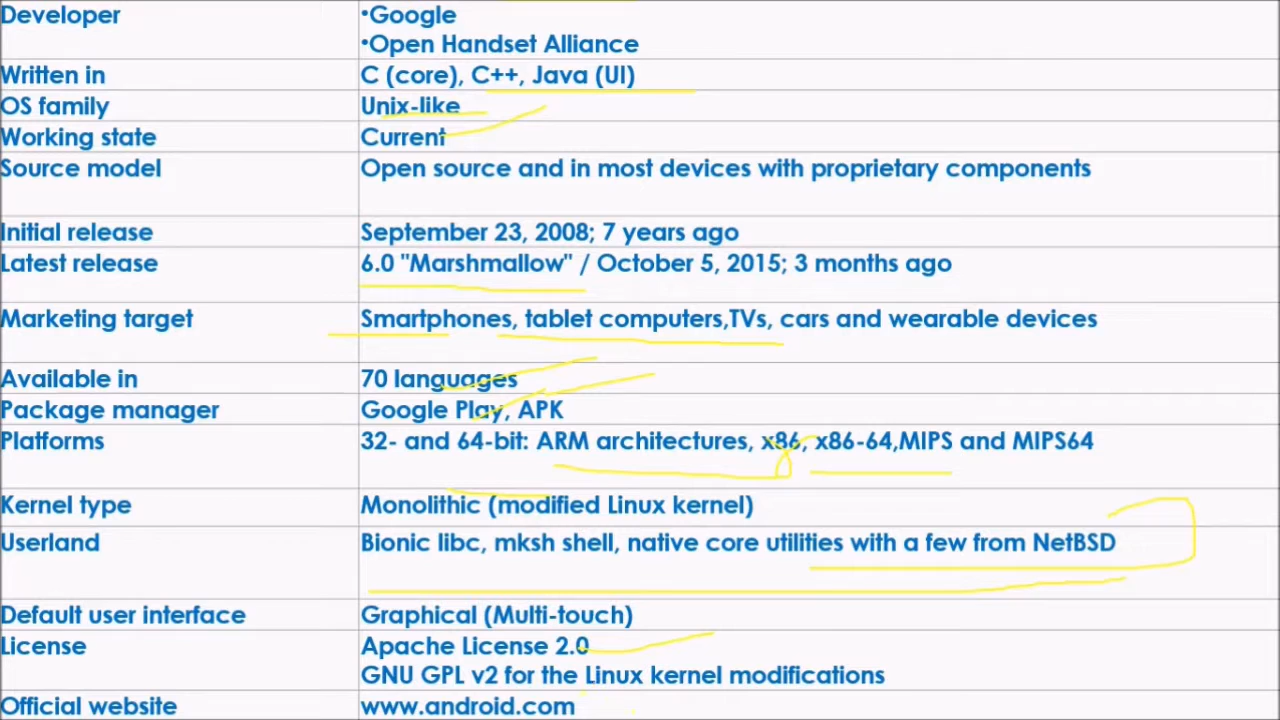 Developer •Google
•Open Handset Alliance
Written in C (core), C++, Java (UI)
OS family Unix-like
Working state Current
Source model Open source and in most devices with proprietary components
Initial release September 23, 2008; 7 years ago
Latest release 6.0 "Marshmallow" / October 5, 2015; 3 months ago
Marketing target Smartphones, tablet computers,TVs, cars and wearable devices
Available in 70 languages
Package manager Google Play, APK
Platforms 32- and 64-bit: ARM architectures, x86, x86-64,MIPS and MIPS64
Kernel type Monolithic (modified Linux kernel)
Userland Bionic libc, mksh shell, native core utilities with a few from NetBSD
Default user interface Graphical (Multi-touch)
License Apache License 2.0
GNU GPL v2 for the Linux kernel modifications
Official website www.android.com